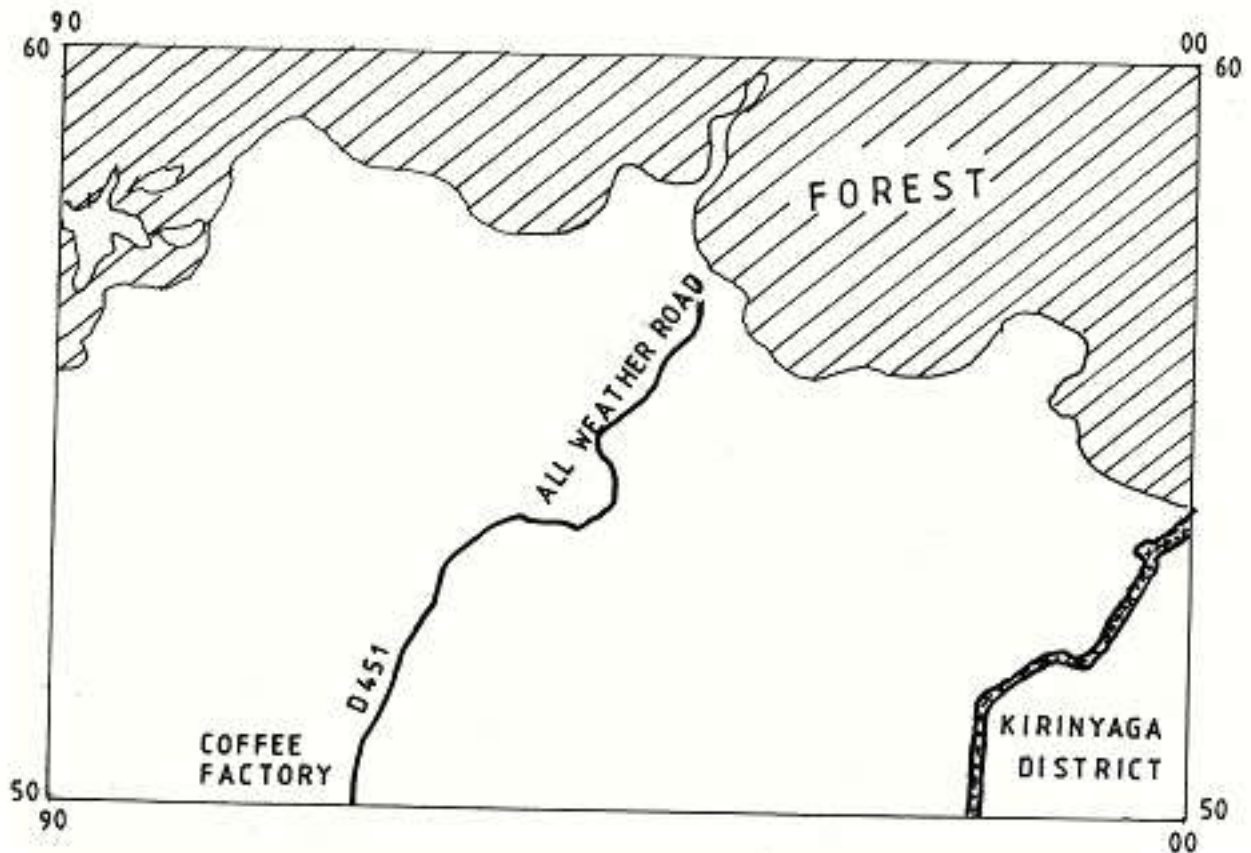 90
00
60
60
FOREST
ALL WEATHER ROAD
D451
COFFEE
FACTORY
KIRINYAGA
DISTRICT
50
50
90
00